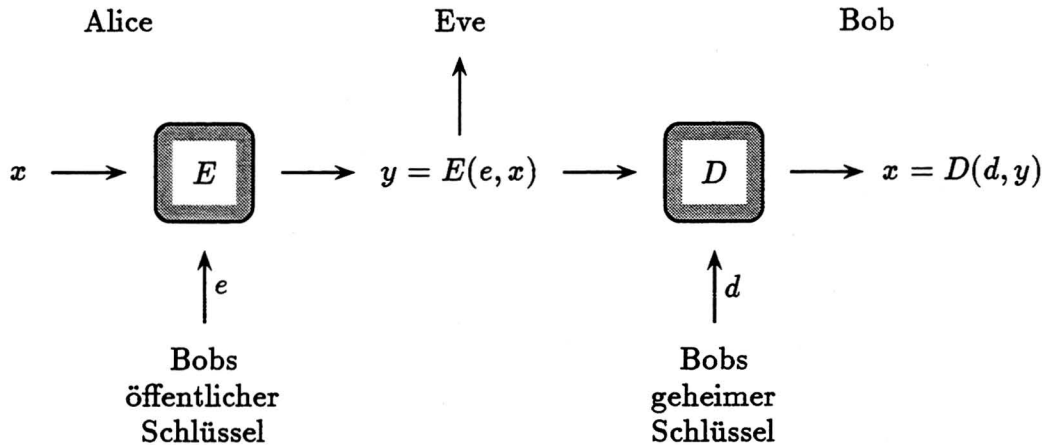 Alice Eve Bob
x E y = E(e, x) D x = D(d, y)
e d
Bobs Bobs
öffentlicher geheimer
Schlüssel Schlüssel